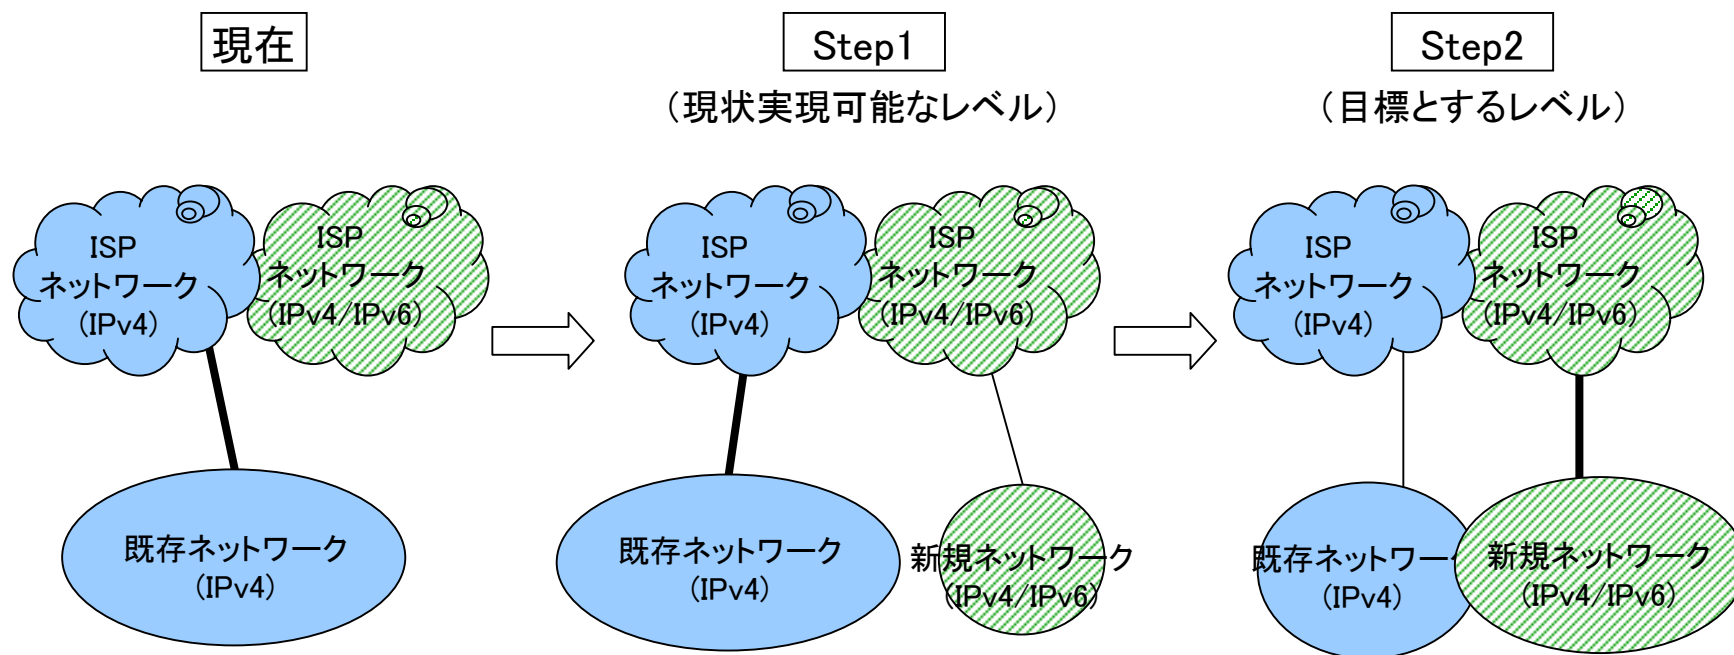 現在
Step1
(現状実現可能なレベル)
Step2
(目標とするレベル)
ISP
ネットワーク
(IPv4)
ISP
ネットワーク
(IPv4/IPv6)
既存ネットワーク
(IPv4)
ISP
ネットワーク
(IPv4)
ISP
ネットワーク
(IPv4/IPv6)
既存ネットワーク
(IPv4)
新規ネットワーク
(IPv4/IPv6)
ISP
ネットワーク
(IPv4)
ISP
ネットワーク
(IPv4/IPv6)
既存ネットワーク
(IPv4)
新規ネットワーク
(IPv4/IPv6)